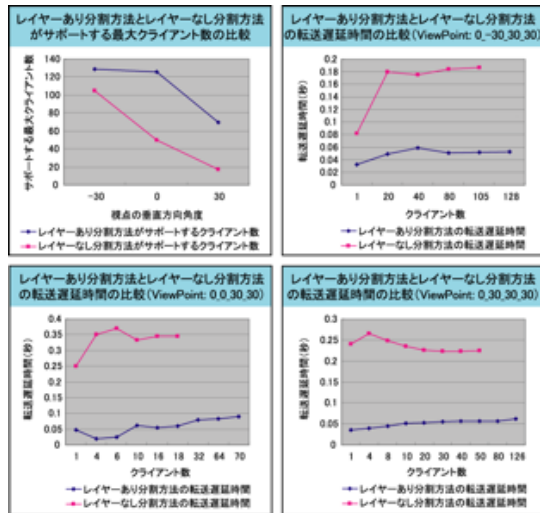 レイヤーあり分割方法とレイヤーなし分割方法
がサポートする最大クライアント数の比較
サポートする最大クライアント数
140
120
100
80
60
40
20
0
-30 0 30
視点の垂直方向角度
レイヤーあり分割方法がサポートするクライアント数
レイヤーなし分割方法がサポートするクライアント数
レイヤーあり分割方法とレイヤーなし分割方法
の転送遅延時間の比較(ViewPoint: 0,-30,30,30)
転送遅延時間(秒)
0.2
0.18
0.16
0.14
0.12
0.1
0.08
0.06
0.04
0.02
0
1 20 40 80 105 128
クライアント数
レイヤーあり分割方法の転送遅延時間
レイヤーなし分割方法の転送遅延時間
レイヤーあり分割方法とレイヤーなし分割方法
の転送遅延時間の比較(ViewPoint: 0,0,30,30)
転送遅延時間(秒)
0.4
0.35
0.3
0.25
0.2
0.15
0.1
0.05
0
1 4 6 10 16 18 32 64 70
クライアント数
レイヤーあり分割方法の転送遅延時間
レイヤーなし分割方法の転送遅延時間
レイヤーあり分割方法とレイヤーなし分割方法
の転送遅延時間の比較(ViewPoint: 0,30,30,30)
転送遅延時間(秒)
0.3
0.25
0.2
0.15
0.1
0.05
0
1 4 8 10 20 30 40 50 80 126
クライアント数
レイヤーあり分割方法の転送遅延時間
レイヤーなし分割方法の転送遅延時間